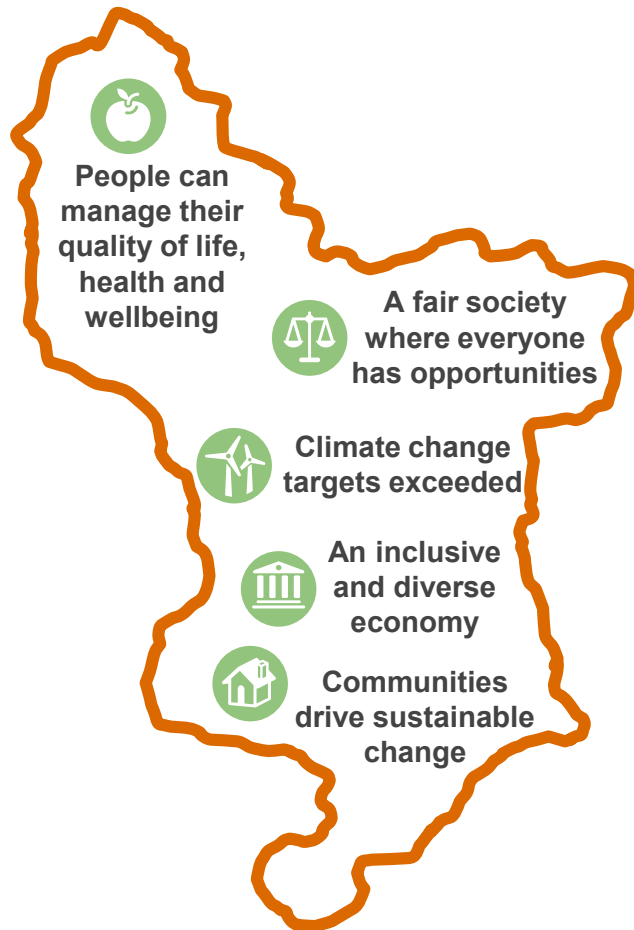 People can
manage their
quality of life,
health and
wellbeing
A fair society
where everyone
has opportunities
Climate change
targets exceeded
An inclusive
and diverse
economy
Communities
drive sustainable
change